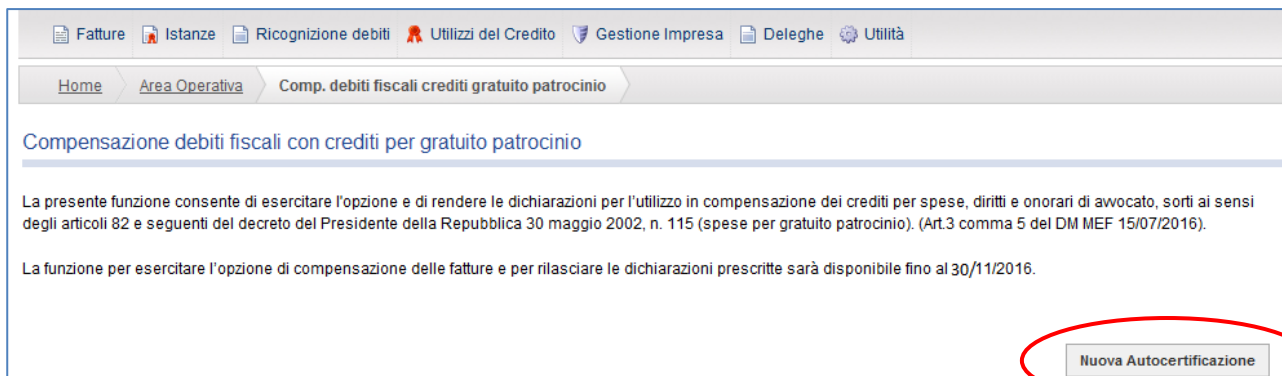 Fatture Istanze Ricognizione debiti Utilizzi del Credito Gestione Impresa Deleghe Utilità
Home Area Operativa Comp. debiti fiscali crediti gratuito patrocinio
Compensazione debiti fiscali con crediti per gratuito patrocinio
La presente funzione consente di esercitare l'opzione e di rendere le dichiarazioni per l'utilizzo in compensazione dei crediti per spese, diritti e onorari di avvocato, sorti ai sensi
degli articoli 82 e seguenti del decreto del Presidente della Repubblica 30 maggio 2002, n. 115 (spese per gratuito patrocinio). (Art.3 comma 5 del DM MEF 15/07/2016).
La funzione per esercitare l'opzione di compensazione delle fatture e per rilasciare le dichiarazioni prescritte sarà disponibile fino al 30/11/2016.
Nuova Autocertificazione